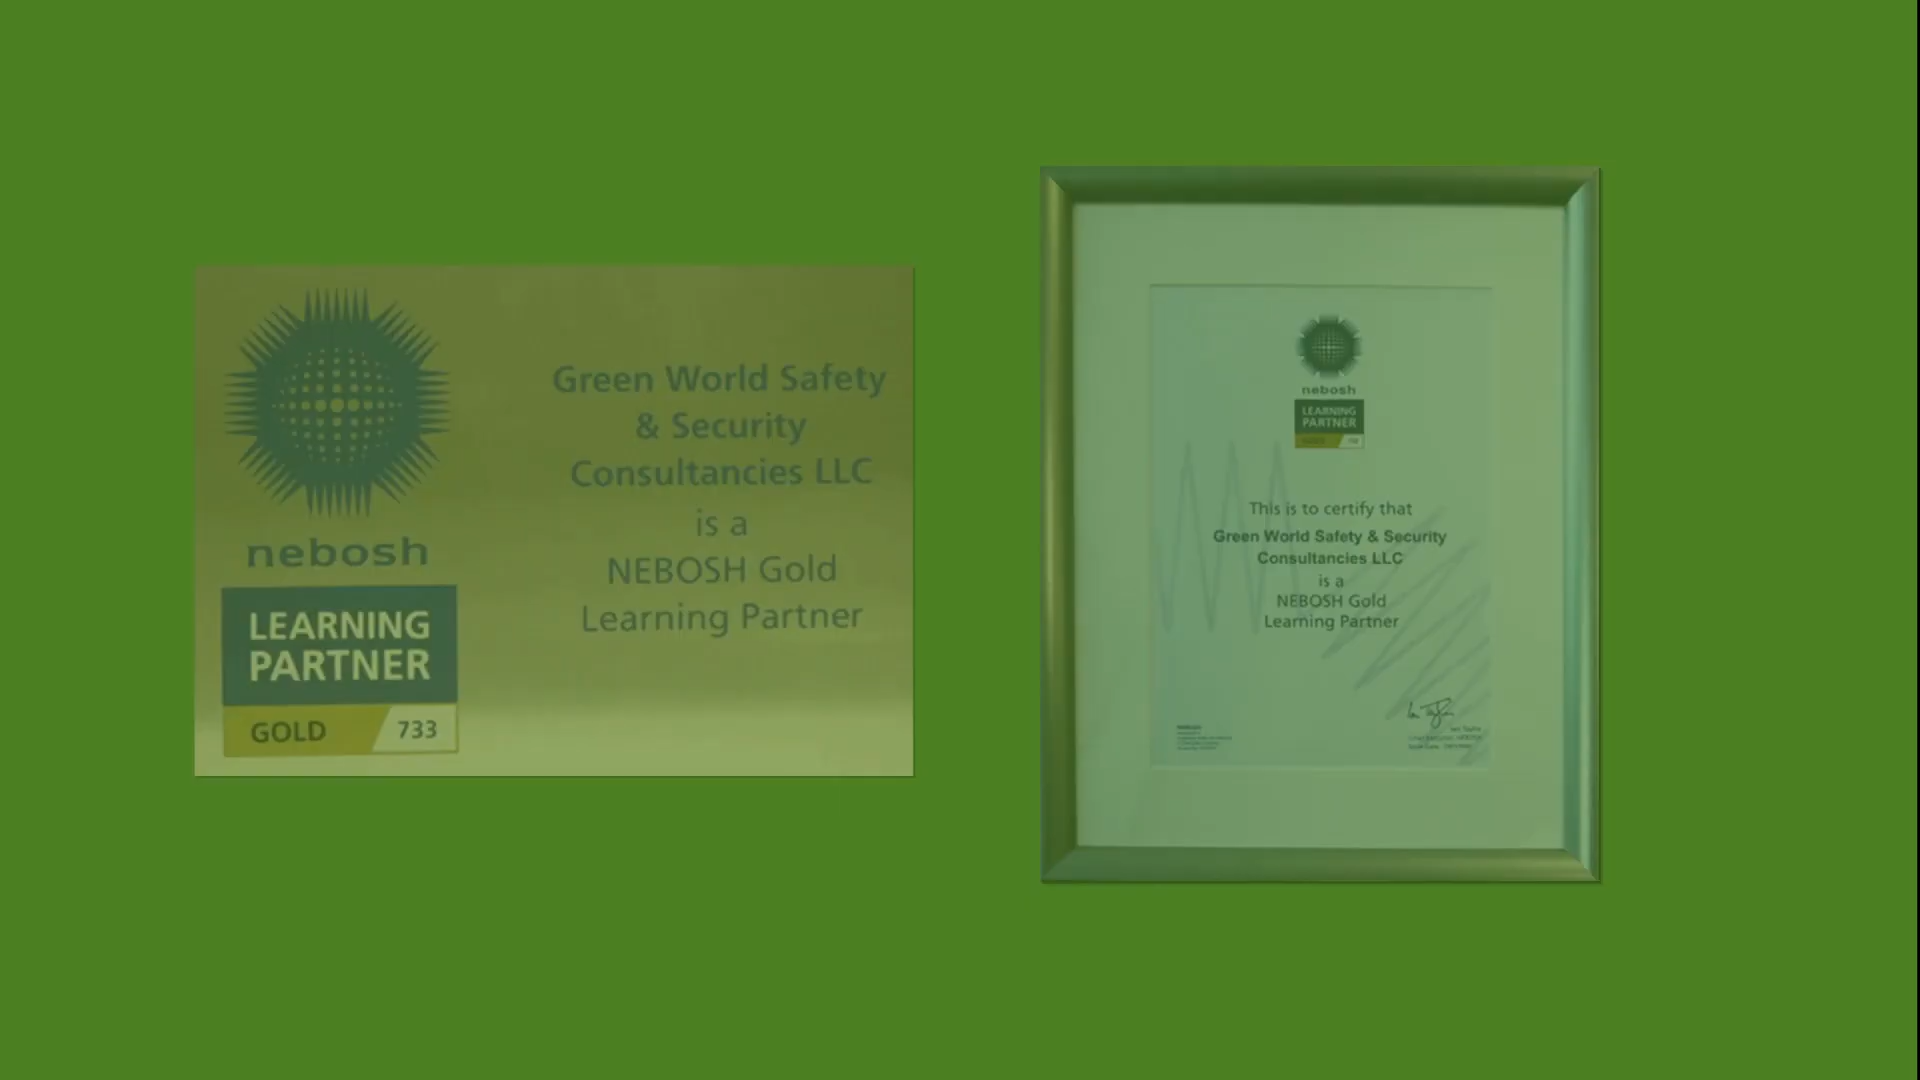 nebosh
LEARNING
PARTNER
GOLD 733
Green World Safety
& Security
Consultancies LLC
is a
NEBOSH Gold
Learning Partner
nebosh
LEARNING
PARTNER
This is to certify that
Green World Safety & Security
Consultancies LLC
is a
NEBOSH Gold
Learning Partner